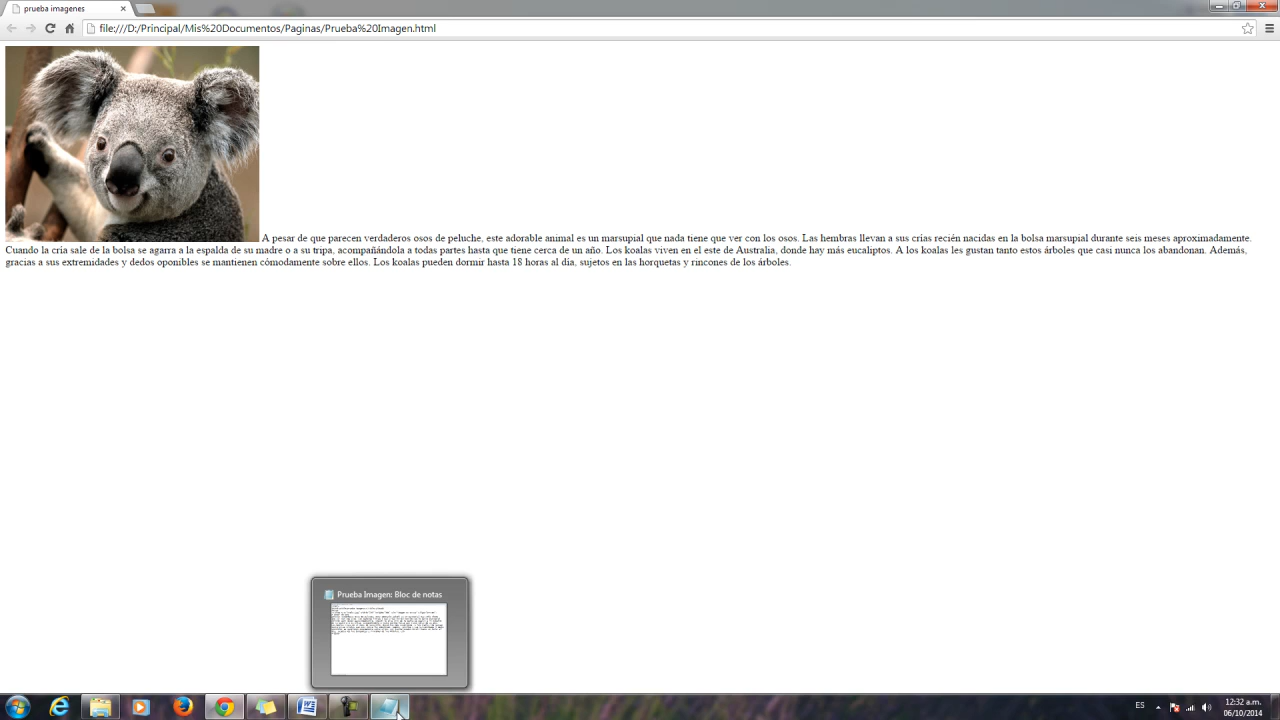 prueba imagenes
file:///D:/Principal/Mis%20Documentos/Paginas/Prueba%20Imagen.html
A pesar de que parecen verdaderos osos de peluche, este adorable animal es un marsupial que nada tiene que ver con los osos. Las hembras llevan a sus crías recién nacidas en la bolsa marsupial durante seis meses aproximadamente.
Cuando la cría sale de la bolsa se agarra a la espalda de su madre o a su tripa, acompañándola a todas partes hasta que tiene cerca de un año. Los koalas viven en el este de Australia, donde hay más eucaliptos. A los koalas les gustan tanto estos árboles que casi nunca los abandonan. Además,
gracias a sus extremidades y dedos oponibles se mantienen cómodamente sobre ellos. Los koalas pueden dormir hasta 18 horas al día, sujetos en las horquetas y rincones de los árboles.
Prueba Imagen: Bloc de notas
ES
12:32 a.m.
06/10/2014